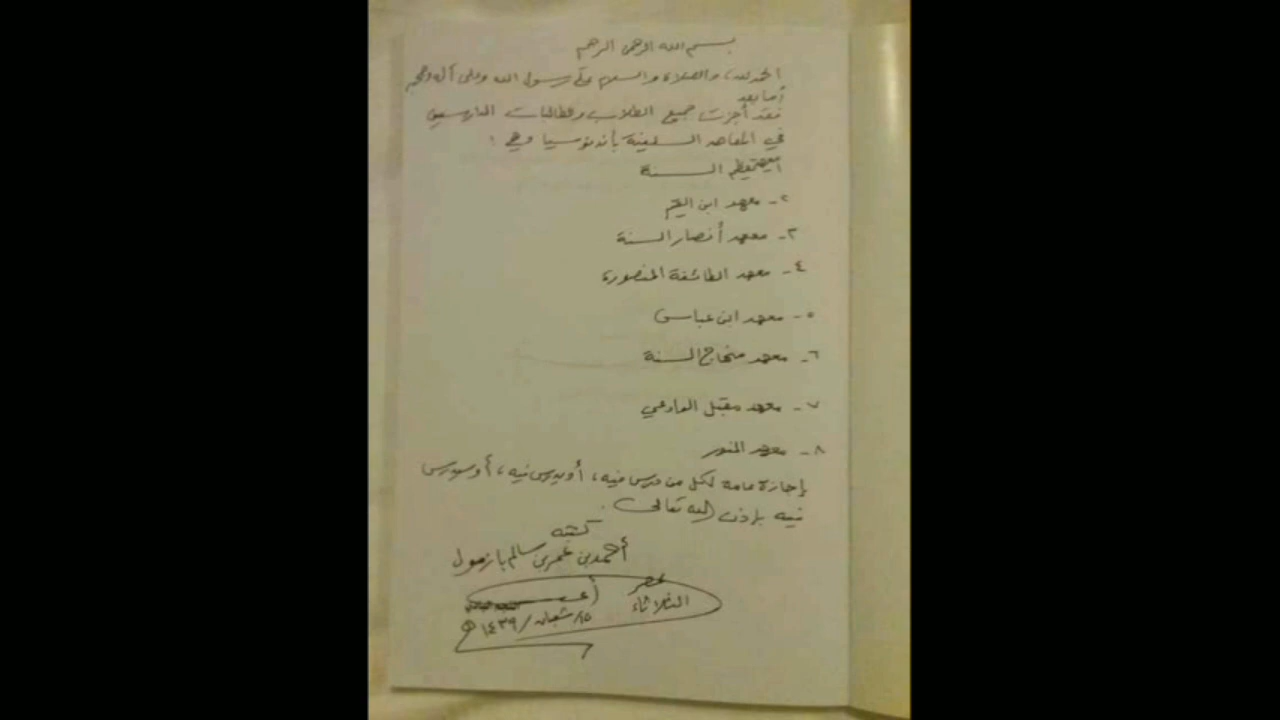 بسم الله الرحمن الرحيم
الحمد لله، والصلاة والسلام على رسول الله وعلى آله وصحبه
أما بعد
فقد أجزت جميع الطلاب والطالبات الدارسين
في المعاهد السلفية بأندونيسيا وهي:
السنة
٢- معهد ابن القيم
٣- معهد أنصار السنة
٤- معهد الطائفة المنصورة
٥- معهد ابن عباس
٦- معهد منهاج السنة
٧- معهد مقبل الوادعي
٨- معهد المنور
إجازة عامة لكل من درس فيه، أو يدرس فيه، أو سيدرس
فيه بإذن الله تعالى.
كتبه
أحمد بن عمر بن سالم بازمول
عصر
الثلاثاء
شعبان / ١٤٣٩هـ